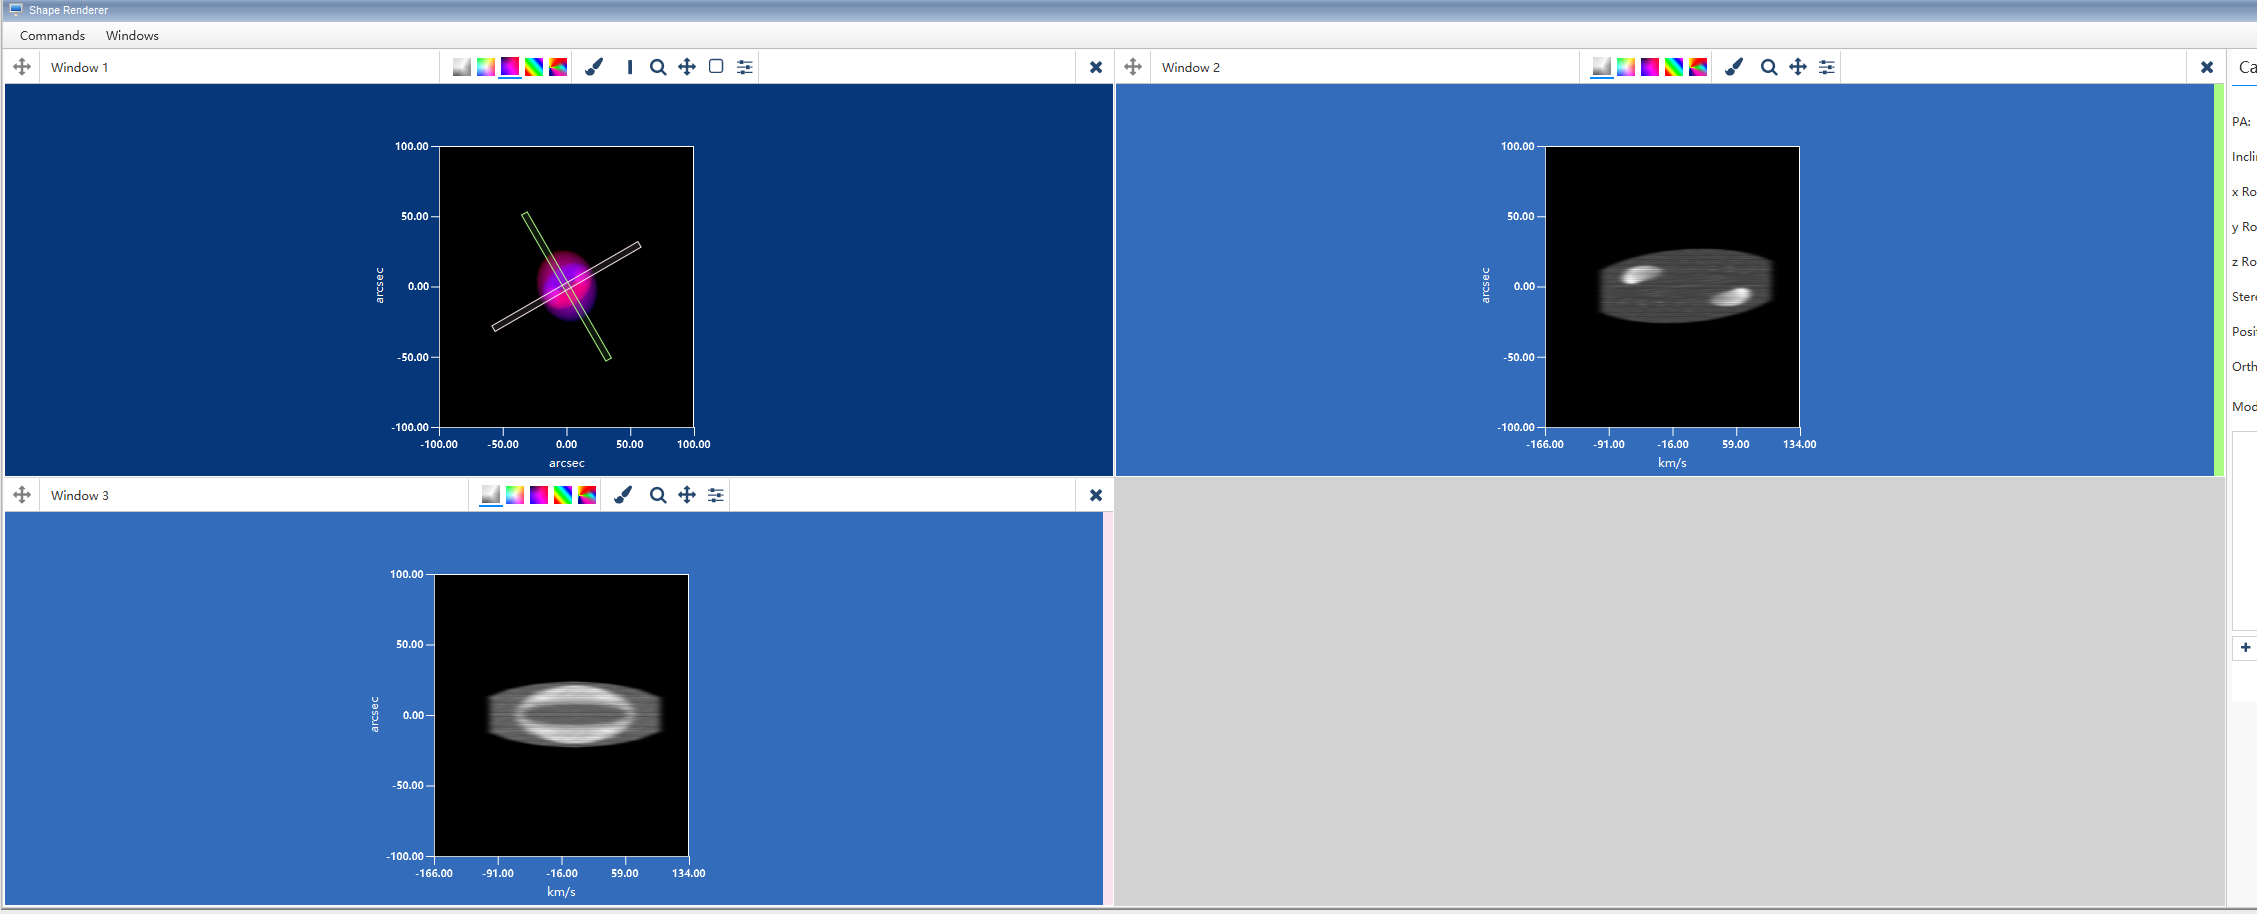 Shape Renderer
Commands Windows
Window 1
100.00
50.00
0.00
-50.00
-100.00
arcsec
-100.00 -50.00 0.00 50.00 100.00
arcsec
Window 2
100.00
50.00
0.00
-50.00
-100.00
arcsec
-166.00 -91.00 -16.00 59.00 134.00
km/s
Window 3
100.00
50.00
0.00
-50.00
-100.00
arcsec
-166.00 -91.00 -16.00 59.00 134.00
km/s
Ca
PA:
Incli
x Ro
y Ro
z Ro
Stere
Posit
Orth
Mod